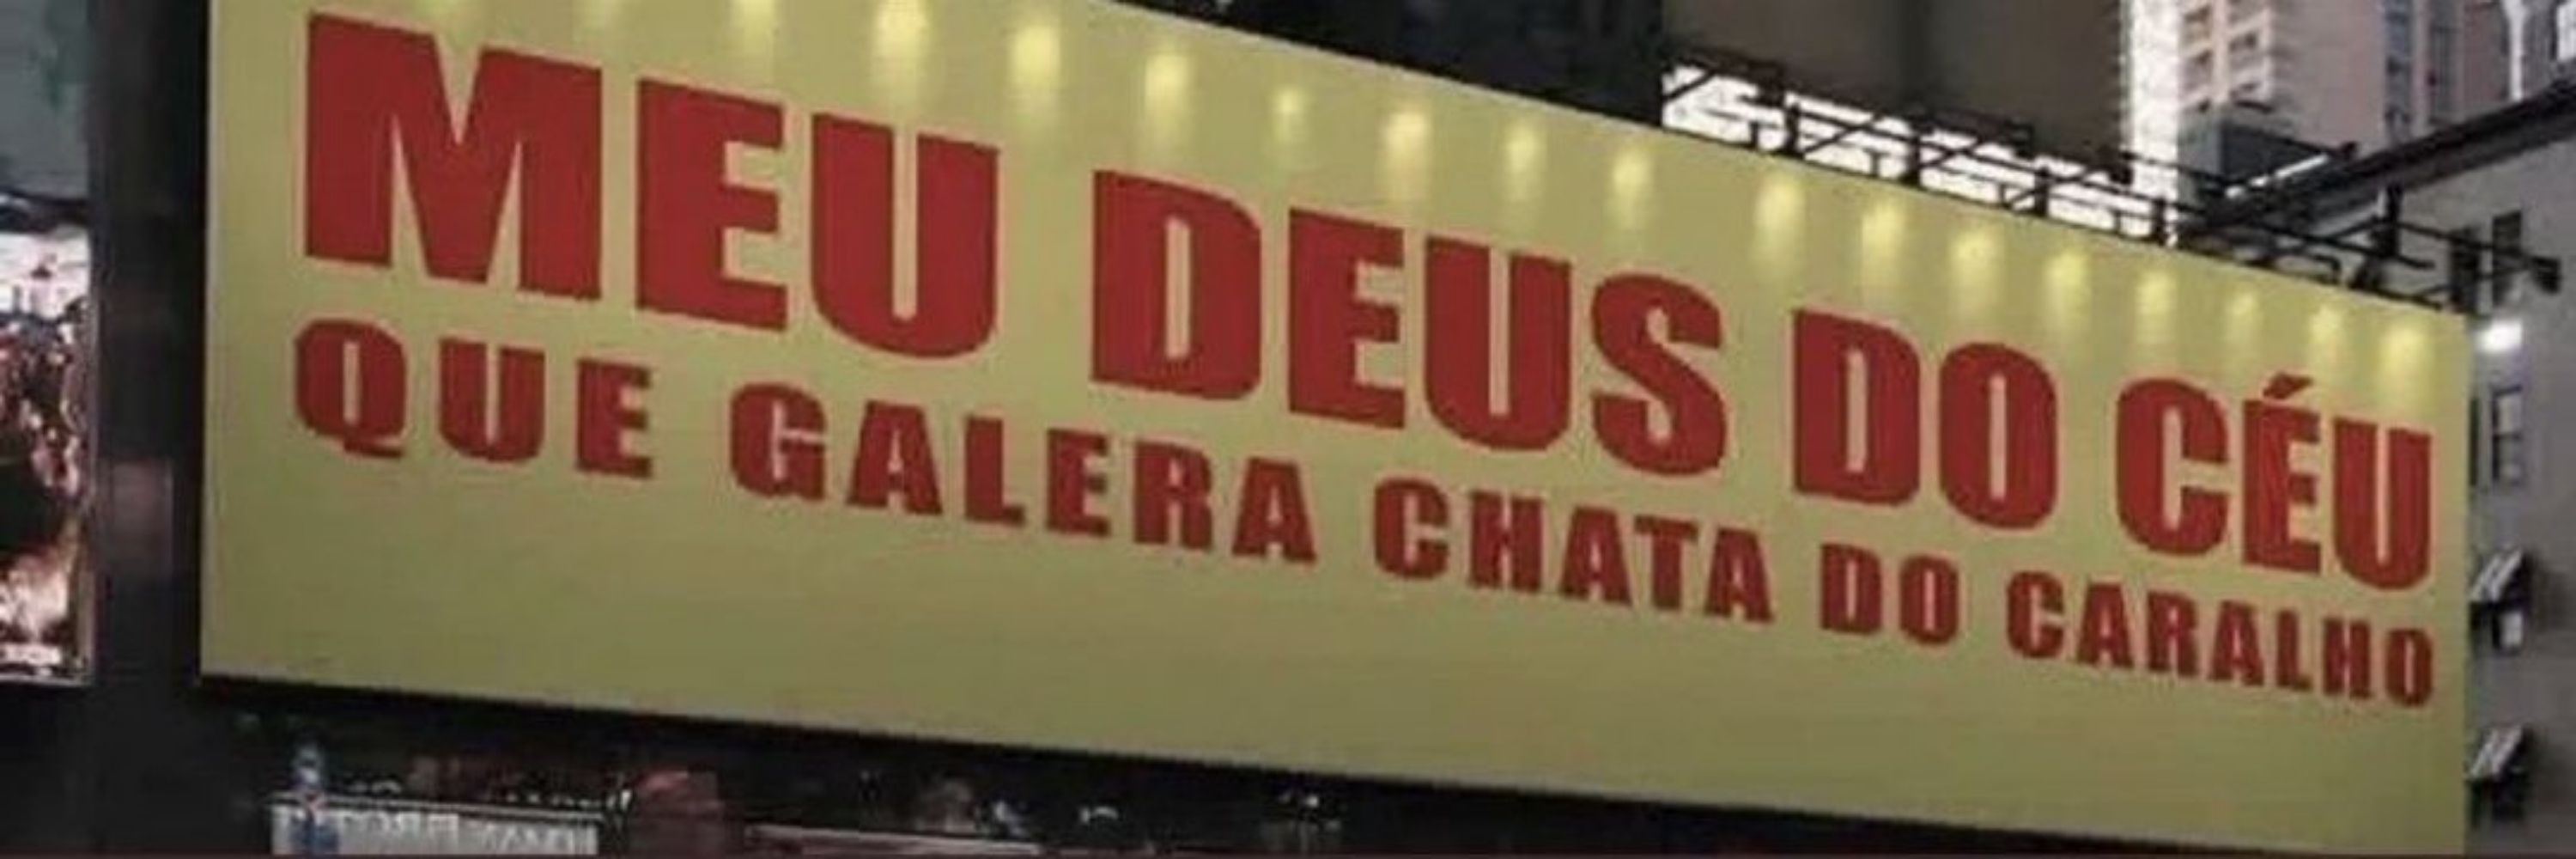 MEU DEUS DO CÉU
QUE GALERA CHATA DO CARALHO